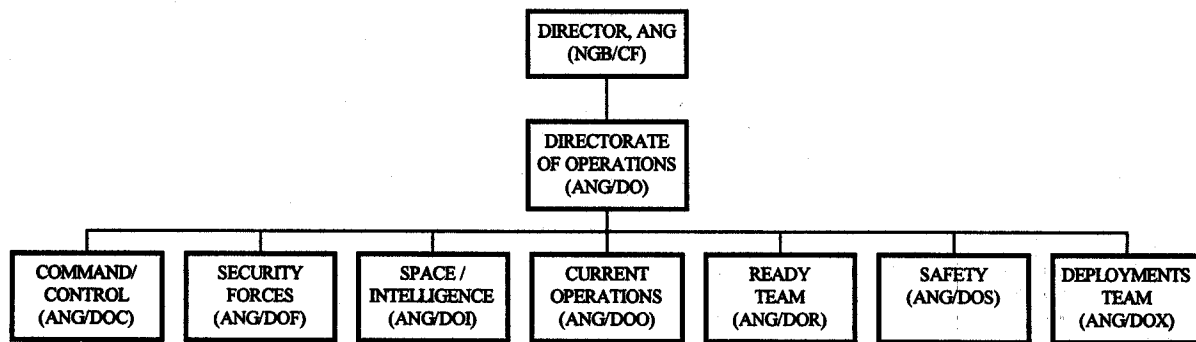 DIRECTOR, ANG
(NGB/CF)
DIRECTORATE
OF OPERATIONS
(ANG/DO)
COMMAND/
CONTROL
(ANG/DOC)
SECURITY
FORCES
(ANG/DOF)
SPACE /
INTELLIGENCE
(ANG/DOI)
CURRENT
OPERATIONS
(ANG/DOO)
READY
TEAM
(ANG/DOR)
SAFETY
(ANG/DOS)
DEPLOYMENTS
TEAM
(ANG/DOX)